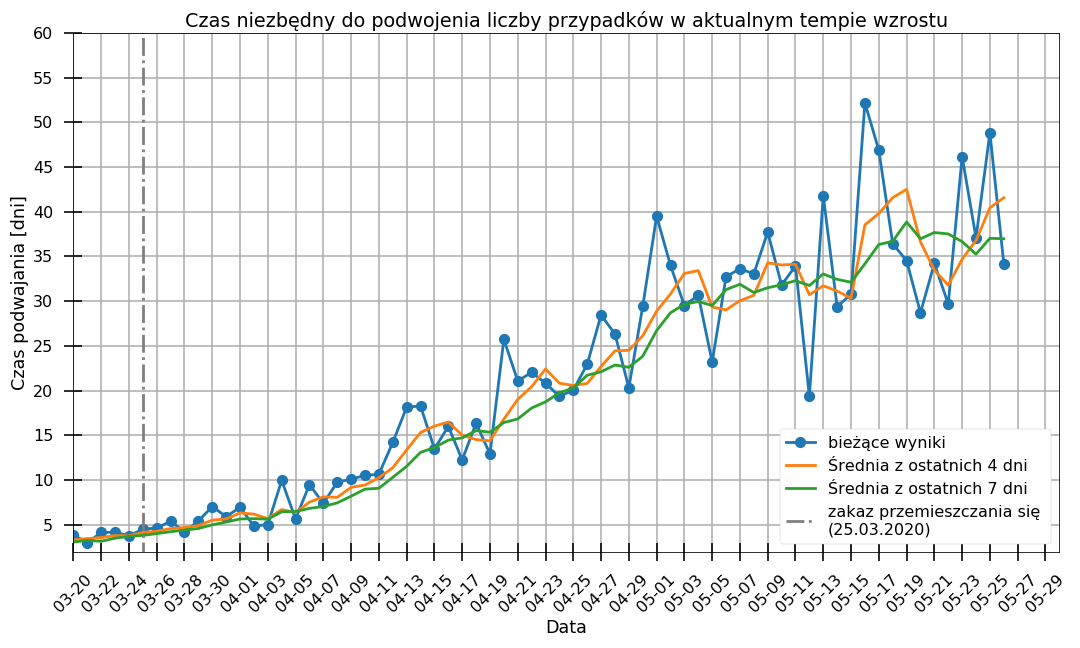 Czas niezbędny do podwojenia liczby przypadków w aktualnym tempie wzrostu
60
55
50
45
40
35
30
25
20
15
10
5
Czas podwajania [dni]
bieżące wyniki
Średnia z ostatnich 4 dni
Średnia z ostatnich 7 dni
zakaz przemieszczania się
(25.03.2020)
03-20 03-22 03-24 03-26 03-28 03-30 04-01 04-03 04-05 04-07 04-09 04-11 04-13 04-15 04-17 04-19 04-21 04-23 04-25 04-27 04-29 05-01 05-03 05-05 05-07 05-09 05-11 05-13 05-15 05-17 05-19 05-21 05-23 05-25 05-27 05-29
Data